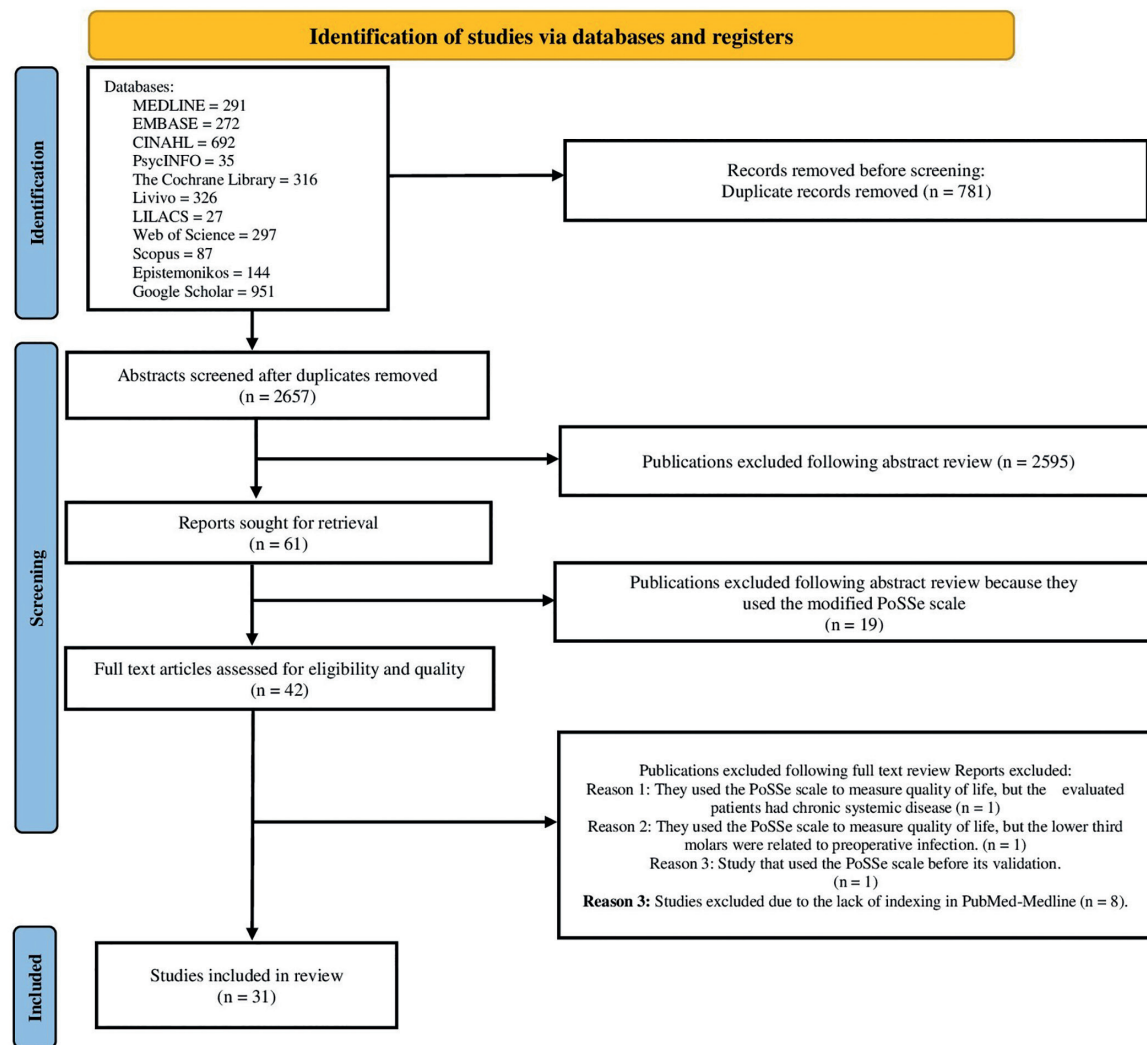 Identification of studies via databases and registers
Identification
Databases:
MEDLINE = 291
EMBASE = 272
CINAHL = 692
PsycINFO = 35
The Cochrane Library = 316
Livivo = 326
LILACS = 27
Web of Science = 297
Scopus = 87
Epistemonikos = 144
Google Scholar = 951
Records removed before screening:
Duplicate records removed (n = 781)
Screening
Abstracts screened after duplicates removed
(n = 2657)
Publications excluded following abstract review (n = 2595)
Reports sought for retrieval
(n = 61)
Publications excluded following abstract review because they
used the modified PoSSe scale
(n = 19)
Full text articles assessed for eligibility and quality
(n = 42)
Publications excluded following full text review Reports excluded:
Reason 1: They used the PoSSe scale to measure quality of life, but the evaluated
patients had chronic systemic disease (n = 1)
Reason 2: They used the PoSSe scale to measure quality of life, but the lower third
molars were related to preoperative infection. (n = 1)
Reason 3: Study that used the PoSSe scale before its validation.
(n = 1)
Reason 3: Studies excluded due to the lack of indexing in PubMed-Medline (n = 8).
Included
Studies included in review
(n = 31)